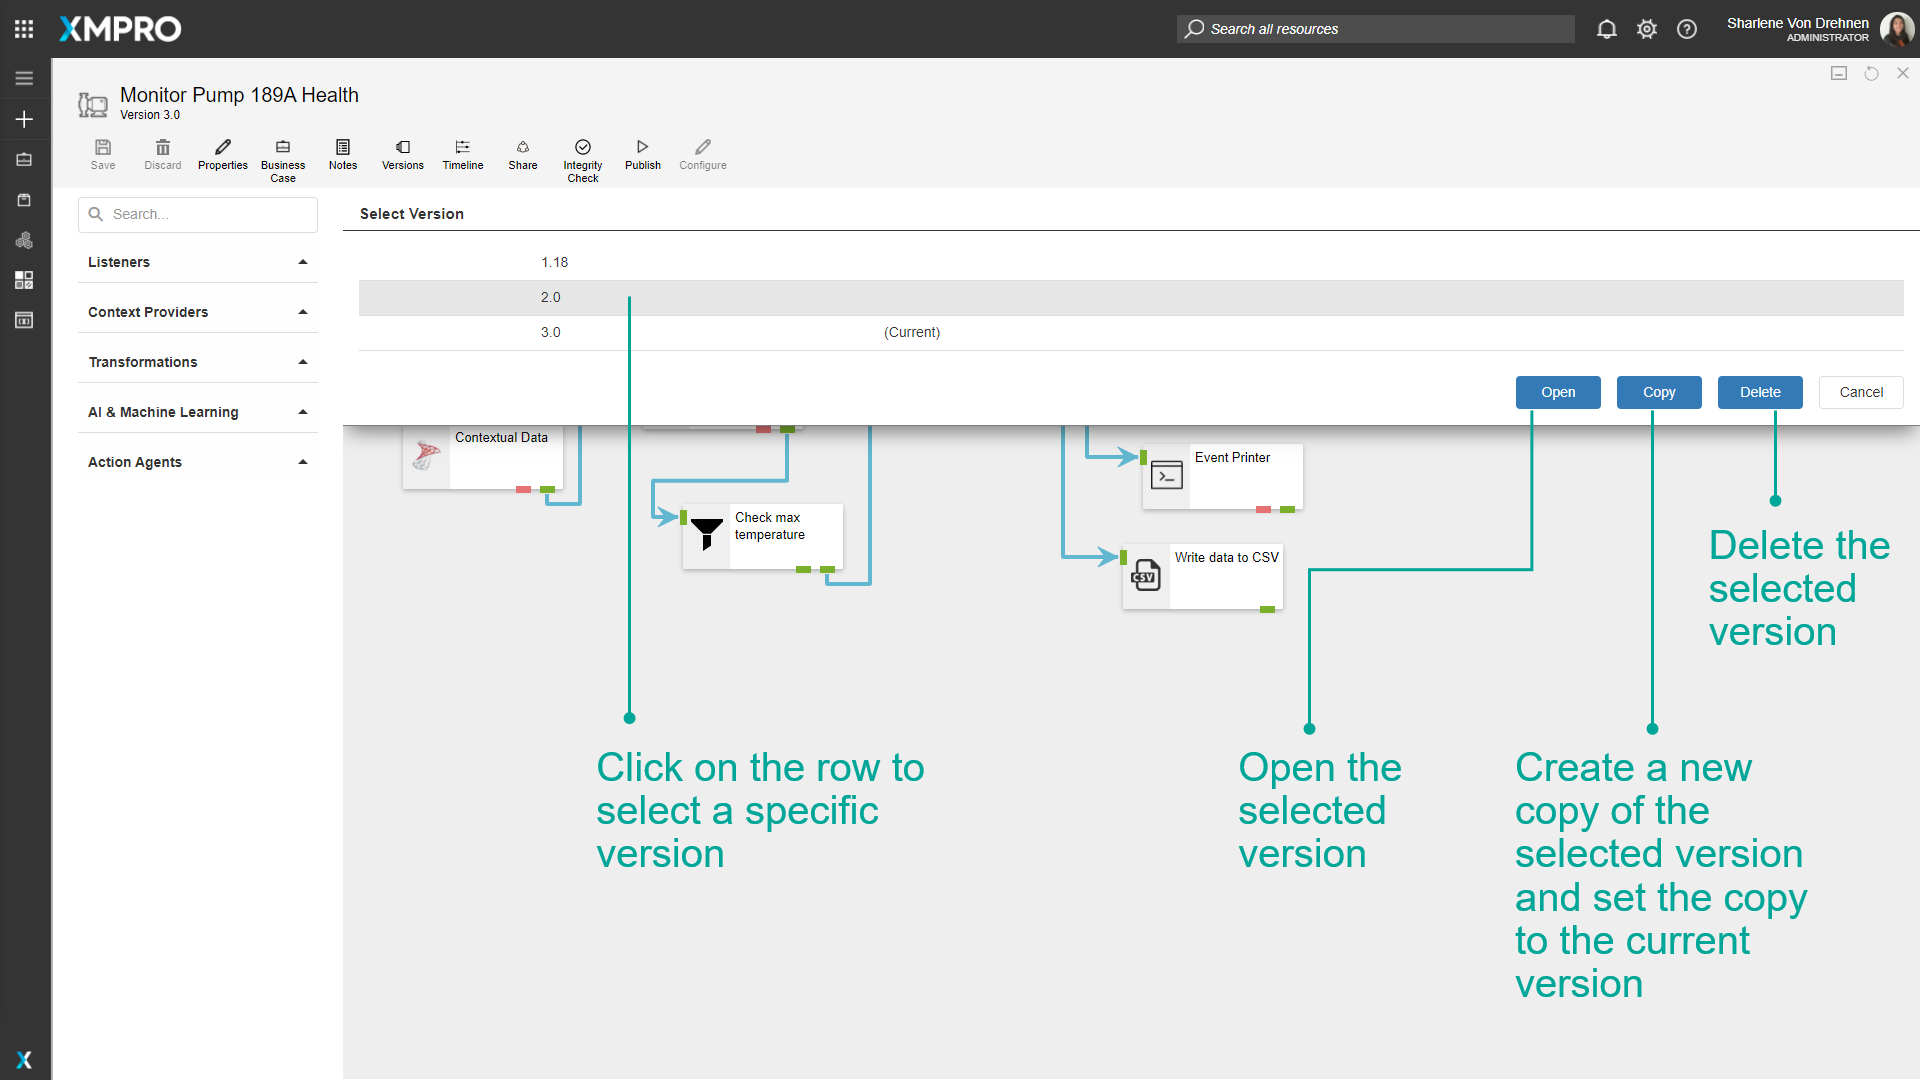 XMPRO
Search all resources
Sharlene Von Drehnen
ADMINISTRATOR
Monitor Pump 189A Health
Version 3.0
Save
Discard
Properties
Business
Case
Notes
Versions
Timeline
Share
Integrity
Check
Publish
Configure
Search...
Listeners
Context Providers
Transformations
AI & Machine Learning
Action Agents
Select Version
1.18
2.0
3.0 (Current)
Open
Copy
Delete
Cancel
Contextual Data
Check max
temperature
Event Printer
CSV
Write data to CSV
Delete the
selected
version
Click on the row to
select a specific
version
Open the
selected
version
Create a new
copy of the
selected version
and set the copy
to the current
version